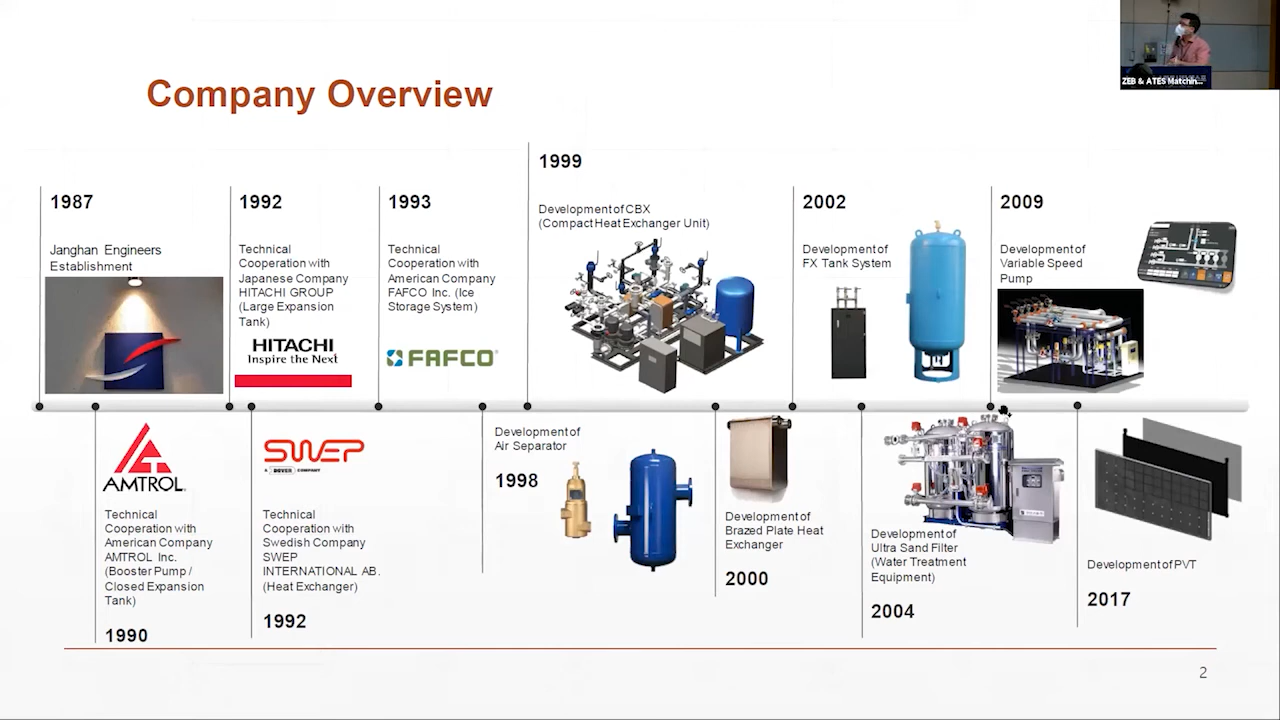 ZEB & ATES Matchin...
Company Overview
1987
Janghan Engineers
Establishment
1992
Technical
Cooperation with
Japanese Company
HITACHI GROUP
(Large Expansion
Tank)
HITACHI
Inspire the Next
1993
Technical
Cooperation with
American Company
FAFCO Inc. (Ice
Storage System)
FAFCO
1999
Development of CBX
(Compact Heat Exchanger Unit)
2002
Development of
FX Tank System
2009
Development of
Variable Speed
Pump
AMTROL
Technical
Cooperation with
American Company
AMTROL Inc.
(Booster Pump /
Closed Expansion
Tank)
1990
SWEP
A DOVER COMPANY
Technical
Cooperation with
Swedish Company
SWEP
INTERNATIONAL AB.
(Heat Exchanger)
1992
Development of
Air Separator
1998
Development of
Brazed Plate Heat
Exchanger
2000
Development of
Ultra Sand Filter
(Water Treatment
Equipment)
2004
Development of PVT
2017
2